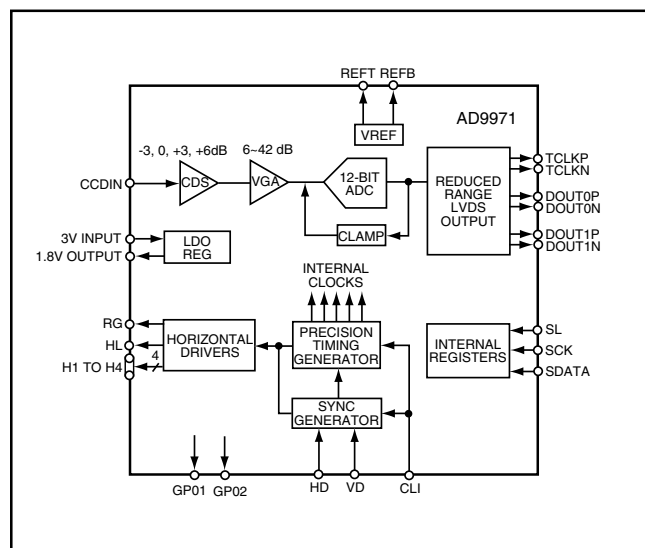 REFT REFB
AD9971
VREF
-3, 0, +3, +6dB
6~42 dB
CCDIN
CDS
VGA
12-BIT
ADC
CLAMP
REDUCED
RANGE
LVDS
OUTPUT
TCLKP
TCLKN
DOUT0P
DOUT0N
DOUT1P
DOUT1N
3V INPUT
1.8V OUTPUT
LDO
REG
INTERNAL
CLOCKS
RG
HL
H1 TO H4
4
HORIZONTAL
DRIVERS
PRECISION
TIMING
GENERATOR
INTERNAL
REGISTERS
SL
SCK
SDATA
SYNC
GENERATOR
GP01
GP02
HD
VD
CLI